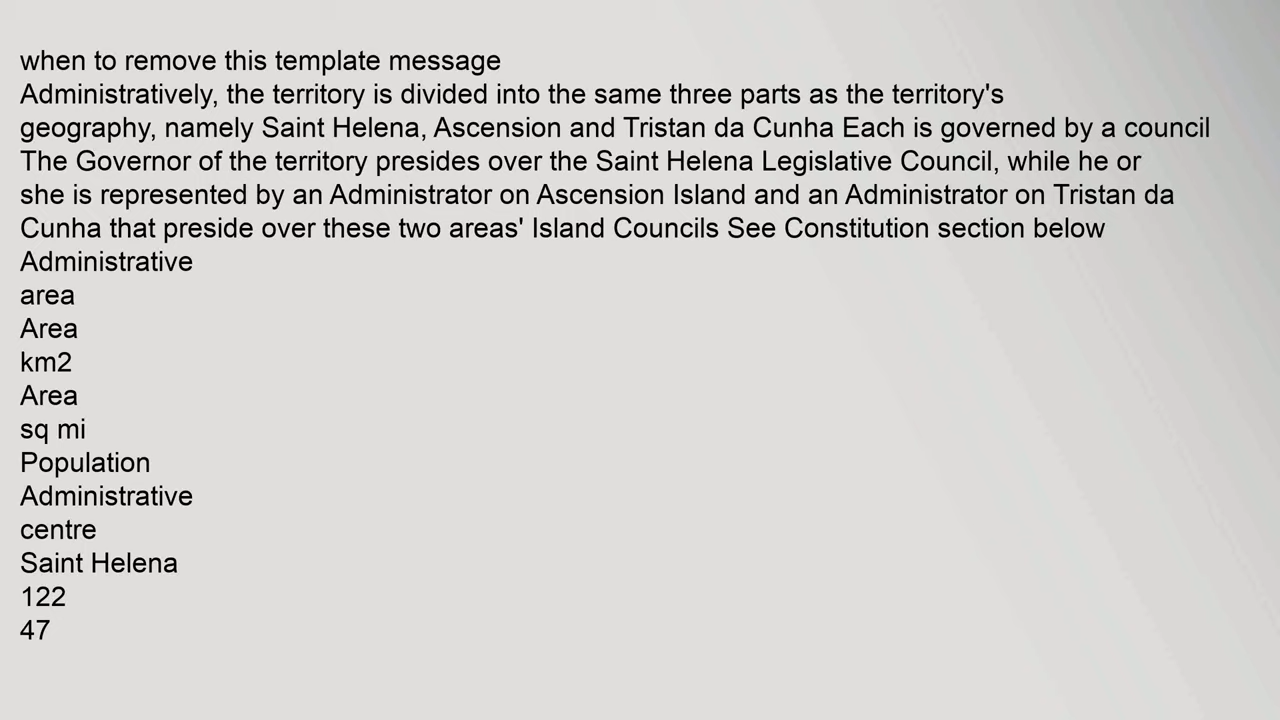 when to remove this template message
Administratively, the territory is divided into the same three parts as the territory's
geography, namely Saint Helena, Ascension and Tristan da Cunha Each is governed by a council
The Governor of the territory presides over the Saint Helena Legislative Council, while he or
she is represented by an Administrator on Ascension Island and an Administrator on Tristan da
Cunha that preside over these two areas' Island Councils See Constitution section below
Administrative
area
Area
km2
Area
sq mi
Population
Administrative
centre
Saint Helena
122
47